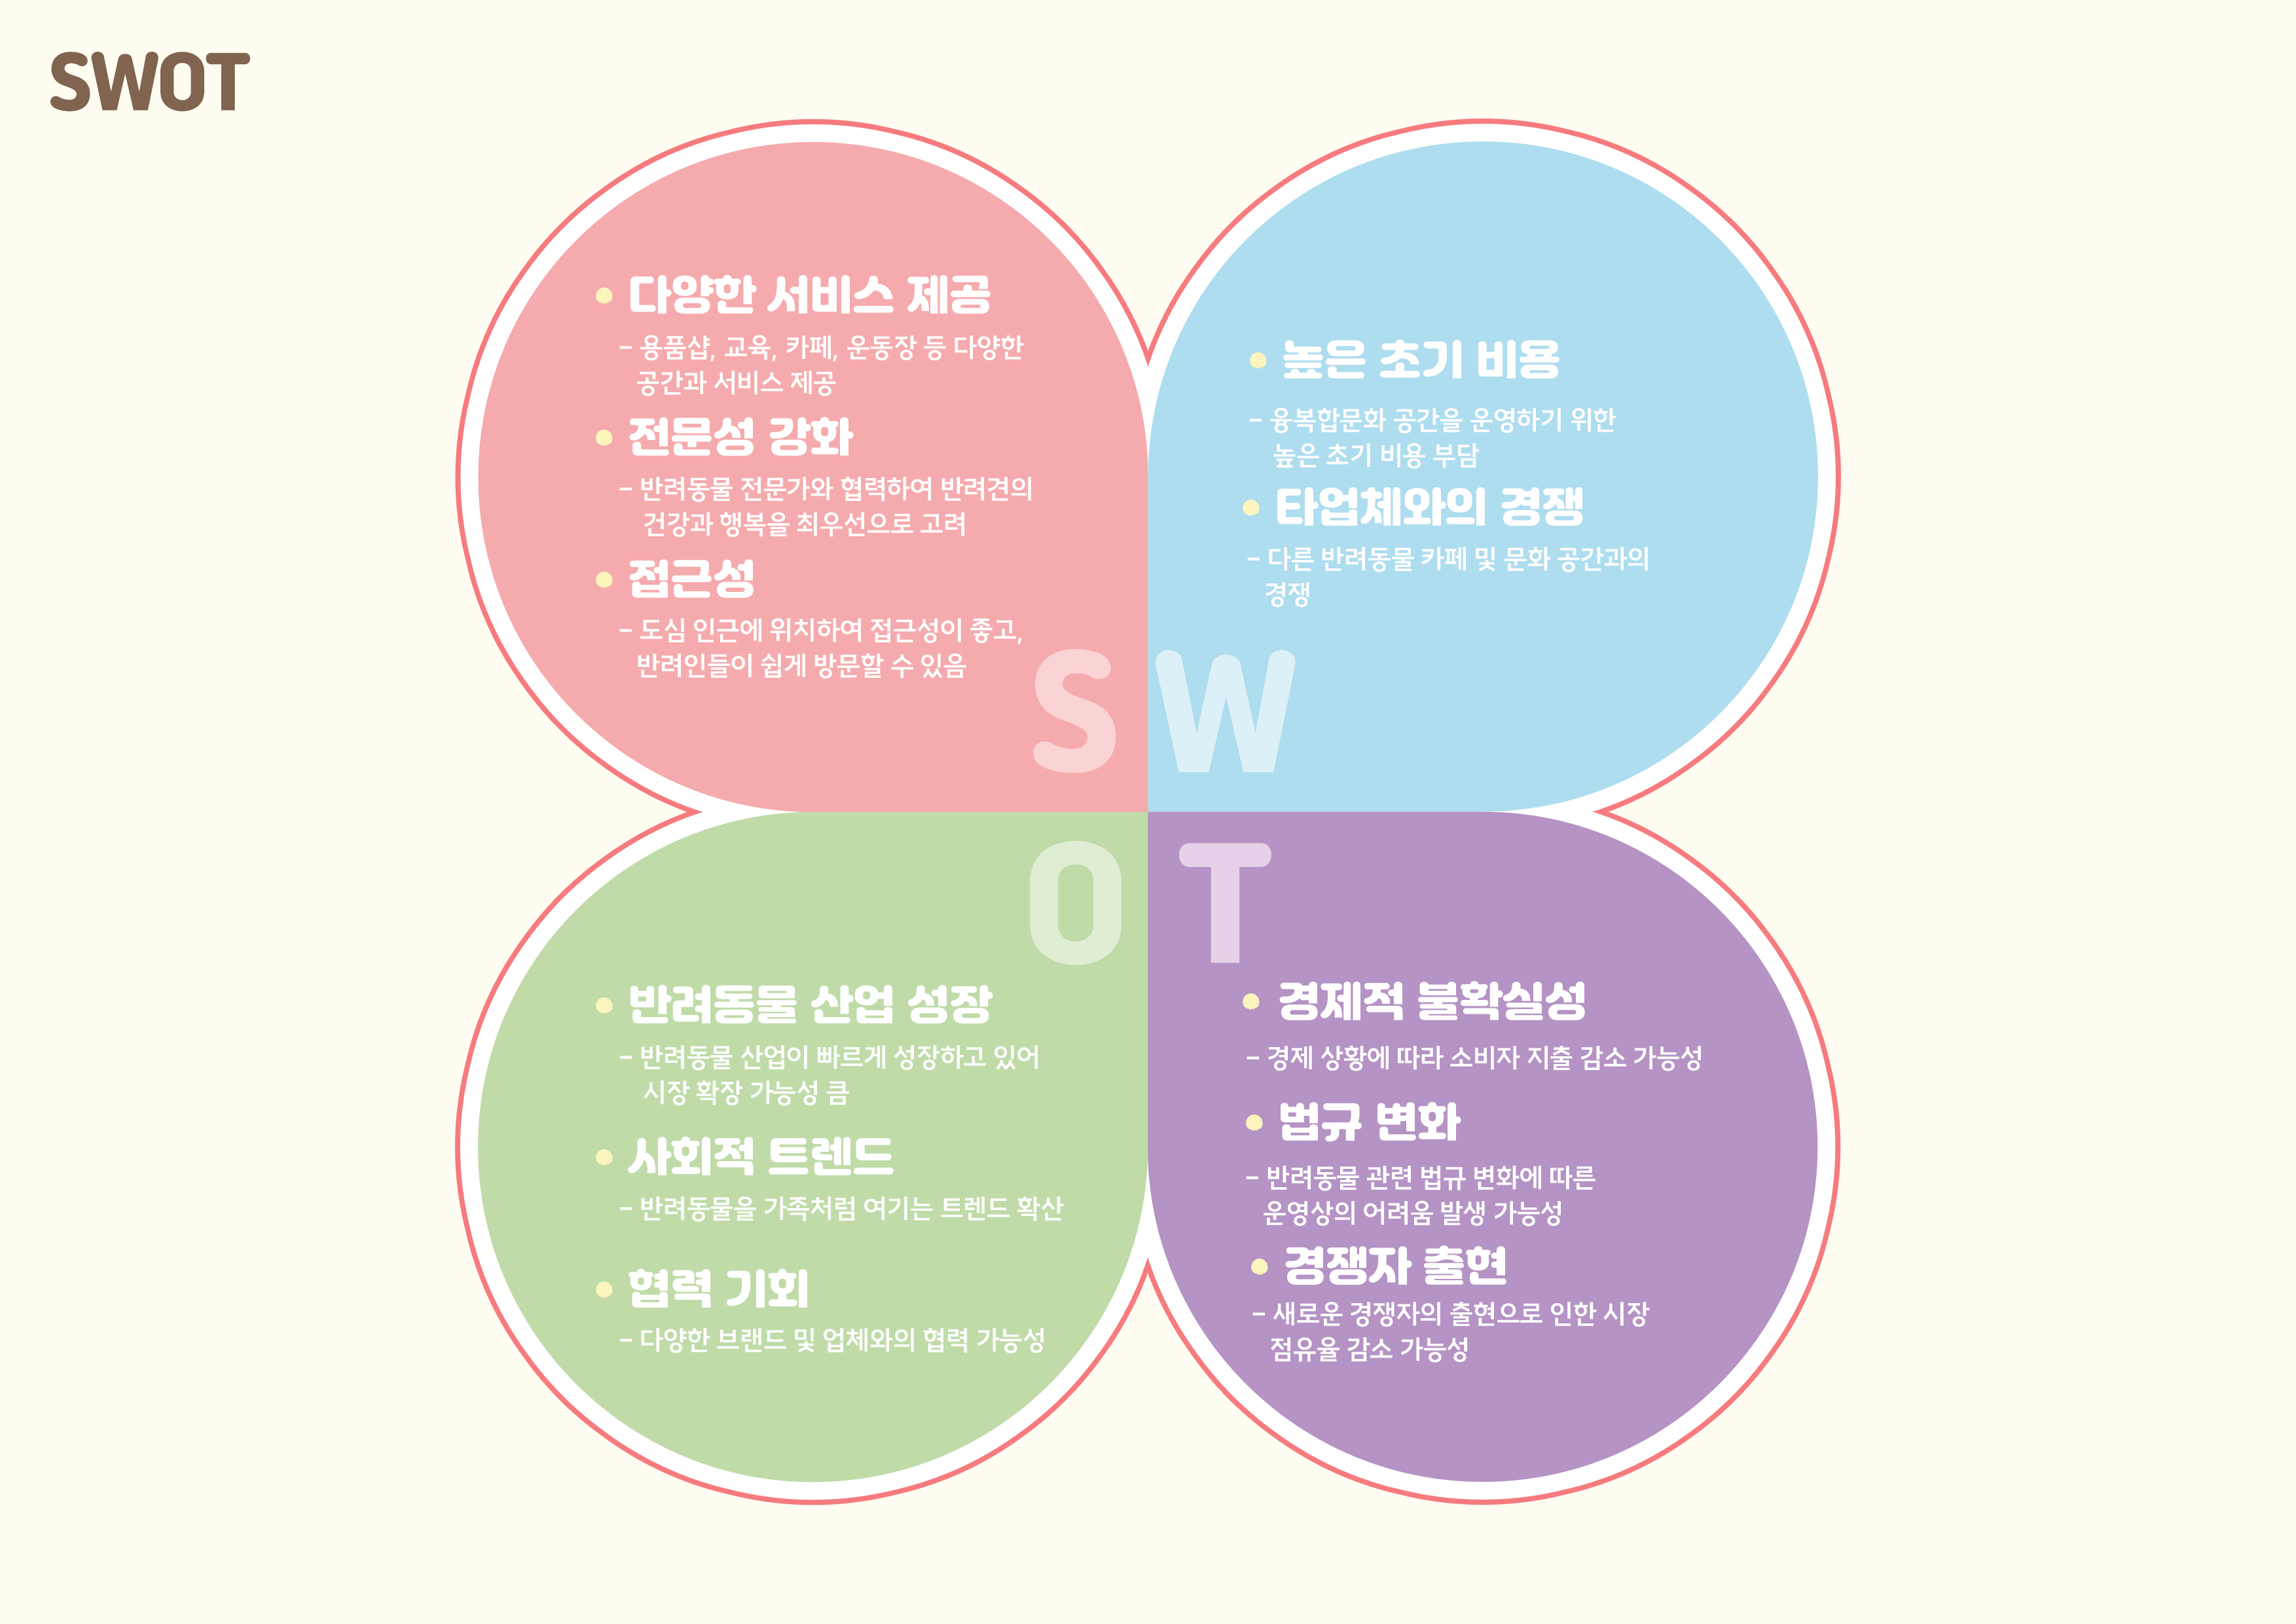 SWOT
다양한 서비스 제공
- 용품샵, 교육, 카페, 운동장 등 다양한
공간과 서비스 제공
전문성 강화
- 반려동물 전문가와 협력하여 반려견의
건강과 행복을 최우선으로 고려
접근성
- 도심 인근에 위치하여 접근성이 좋고,
반려인들이 쉽게 방문할 수 있음
S
높은 초기 비용
- 융복합문화 공간을 운영하기 위한
높은 초기 비용 부담
타업체와의 경쟁
- 다른 반려동물 카페 및 문화 공간과의
경쟁
W
O
반려동물 산업 성장
- 반려동물 산업이 빠르게 성장하고 있어
시장 확장 가능성 큼
사회적 트렌드
- 반려동물을 가족처럼 여기는 트렌드 확산
협력 기회
- 다양한 브랜드 및 업체와의 협력 가능성
T
경제적 불확실성
- 경제 상황에 따라 소비자 지출 감소 가능성
법규 변화
- 반려동물 관련 법규 변화에 따른
운영상의 어려움 발생 가능성
경쟁자 출현
- 새로운 경쟁자의 출현으로 인한 시장
점유율 감소 가능성